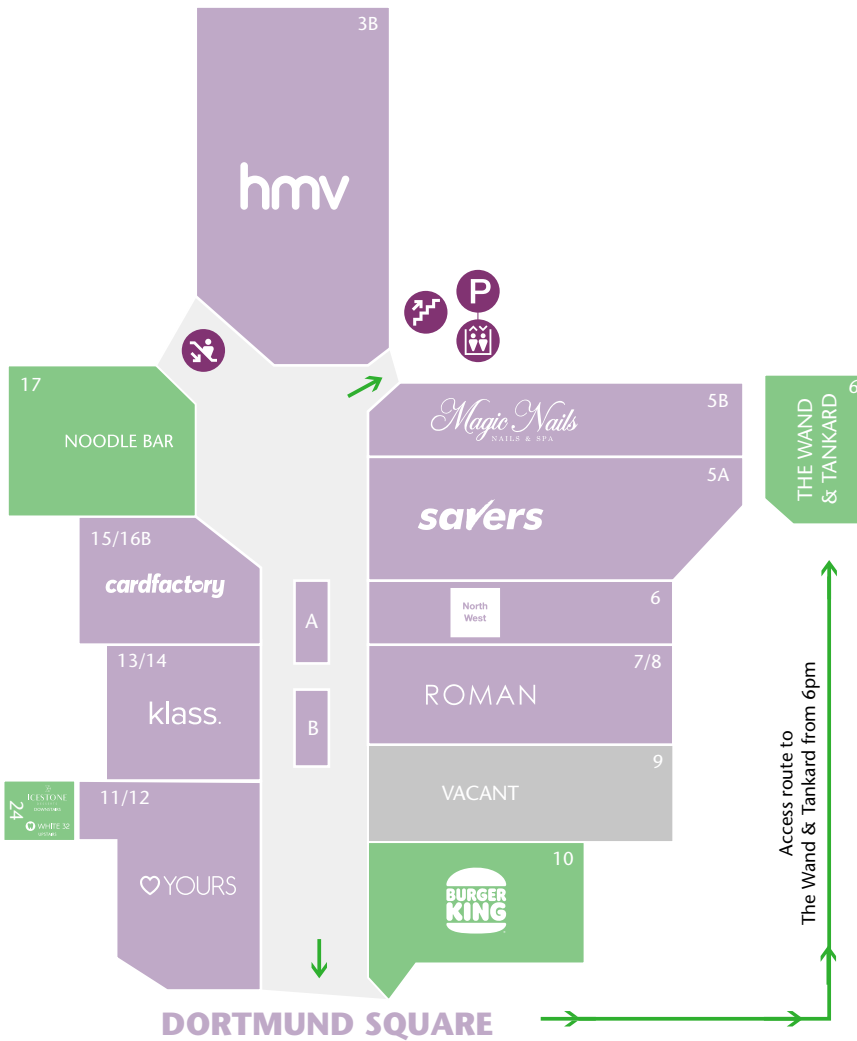 3B
hmv
P
17
NOODLE BAR
5B
Magic Nails
NAILS & SPA
6
THE WAND
& TANKARD
5A
savers
15/16B
cardfactory
A
North
West
6
13/14
klass.
B
7/8
ROMAN
9
VACANT
24
ICESTONE
DOWNSTAIRS
W WHITE 32
UPSTAIRS
11/12
YOURS
10
BURGER
KING
Access route to
The Wand & Tankard from 6pm
DORTMUND SQUARE